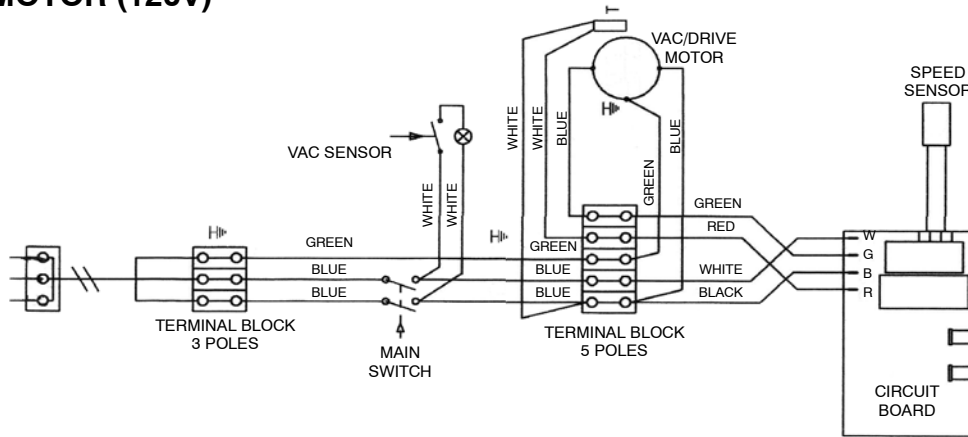 MOTOR (120V)
T
VAC/DRIVE
MOTOR
SPEED
SENSOR
VAC SENSOR
WHITE
WHITE
WHITE
WHITE
BLUE
BLUE
GREEN
GREEN
BLUE
BLUE
GREEN
BLUE
BLUE
GREEN
RED
WHITE
BLACK
W
G
B
R
TERMINAL BLOCK
3 POLES
MAIN
SWITCH
TERMINAL BLOCK
5 POLES
CIRCUIT
BOARD